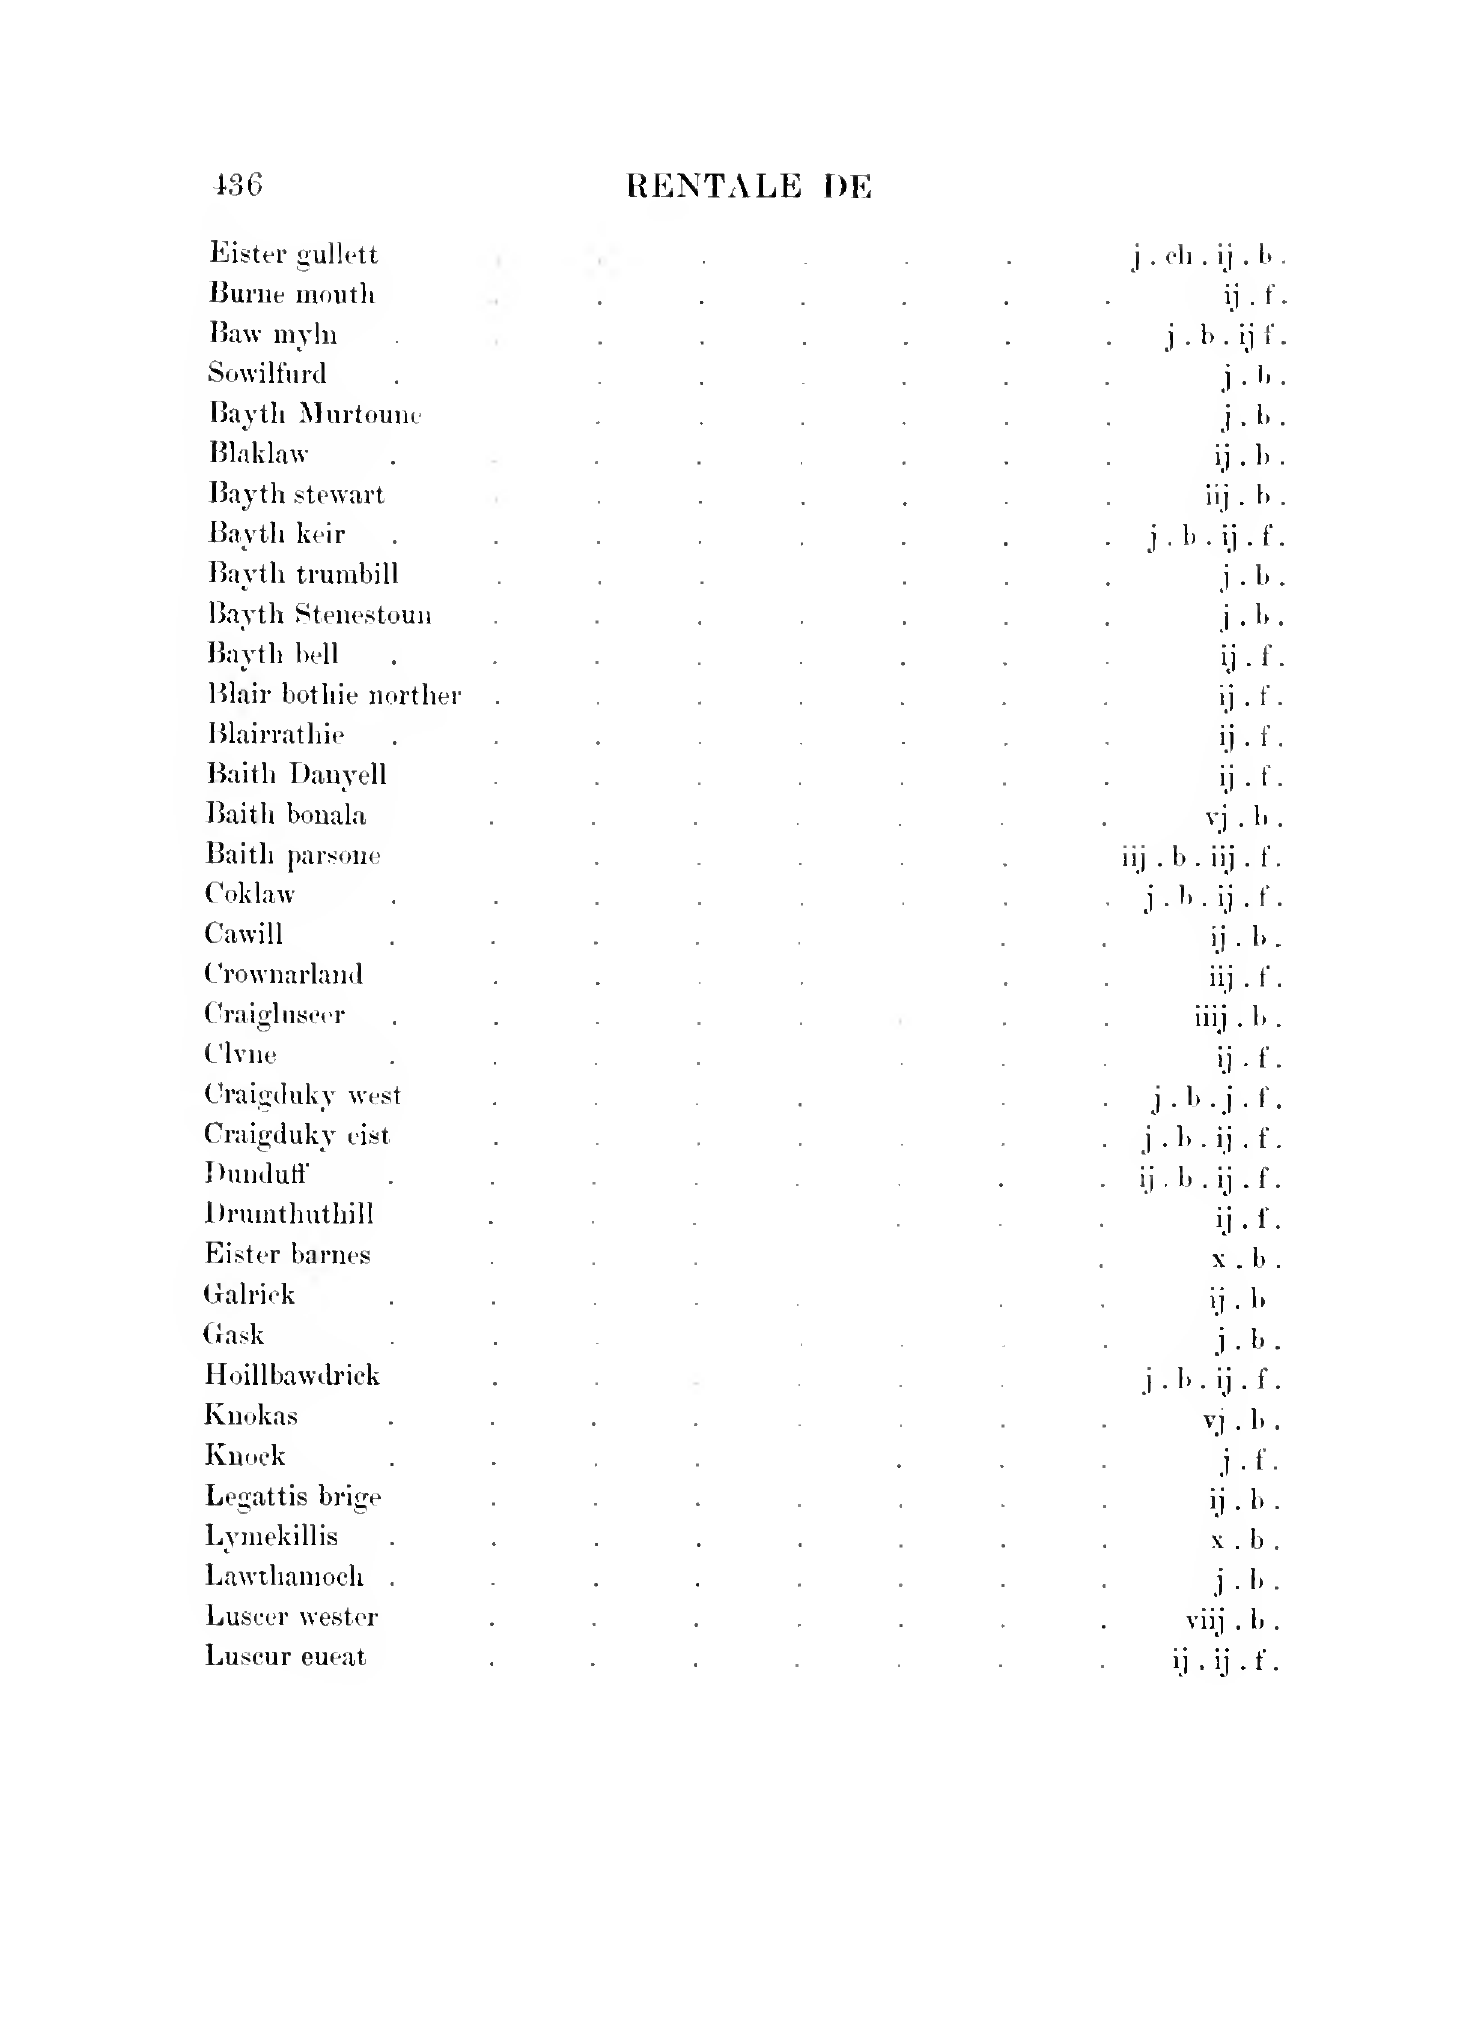 436 RENTALE DE
Eister gullett . . . . . . j . ch . ij . b .
Burne mouth . . . . . . . ij . f .
Baw myln . . . . . . . . j . b . ij f .
Sowilfurd . . . . . . . j . b .
Bayth Murtoune . . . . . . j . b .
Blaklaw . . . . . . . . ij . b .
Bayth stewart . . . . . . . iij . b .
Bayth keir . . . . . . . . j . b . ij . f .
Bayth trumbill . . . . . . j . b .
Bayth Stenestoun . . . . . . . j . b .
Bayth bell . . . . . . . . ij . f .
Blair bothie norther . . . . . . . ij . f .
Blairrathie . . . . . . . . ij . f .
Baith Danyell . . . . . . . ij . f .
Baith bonala . . . . . . . vj . b .
Baith parsone . . . . . iij . b . iij . f .
Coklaw . . . . . . . . j . b . ij . f .
Cawill . . . . . . . ij . b .
Crownarland . . . . . . iij . f .
Craigluscer . . . . . . . . iiij . b .
Clyne . . . . . . . ij . f .
Craigduky west . . . . . . j . b . j . f .
Craigduky eist . . . . . . . j . b . ij . f .
Dunduff . . . . . . . . ij . b . ij . f .
Drumthuthill . . . . . . ij . f .
Eister barnes . . . . x . b .
Galrick . . . . . . . ij . b
Gask . . . . . . . j . b .
Hoillbawdrick . . . . . . j . b . ij . f .
Knokas . . . . . . . . vj . b .
Knock . . . . . . . j . f .
Legattis brige . . . . . . . ij . b .
Lymekillis . . . . . . . . x . b .
Lawthamoch . . . . . . . . j . b .
Luscer wester . . . . . . . viij . b .
Luscur eueat . . . . . . . ij . ij . f .